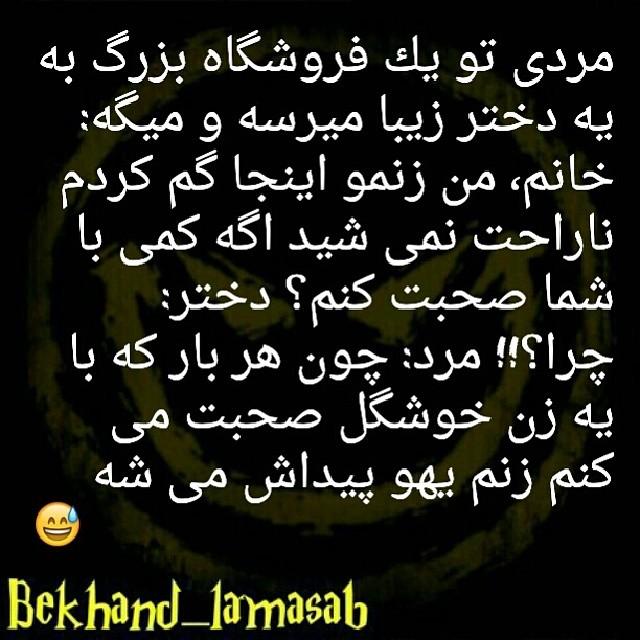 مردی تو يك فروشگاه بزرگ به
یه دختر زیبا میرسه و میگه:
خانم، من زنمو اینجا گم کردم
ناراحت نمی شید اگه کمی با
شما صحبت کنم؟ دختر:
چرا؟!! مرد: چون هر بار که با
یه زن خوشگل صحبت می
کنم زنم یهو پیداش می شه
😅
Bekhand_lamasab